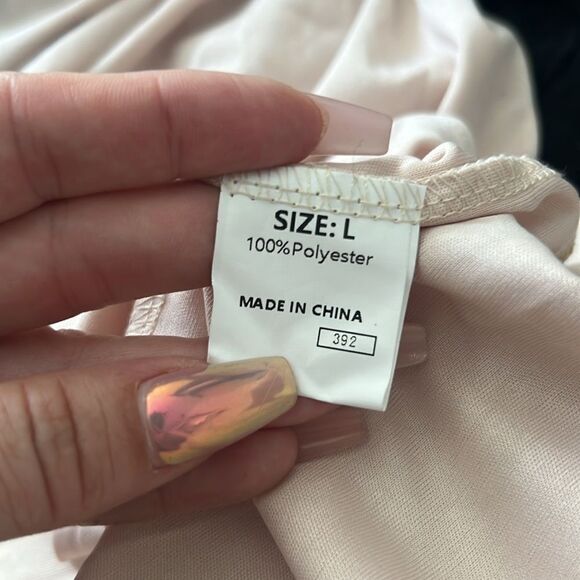 SIZE: L
100%Polyester
MADE IN CHINA
392